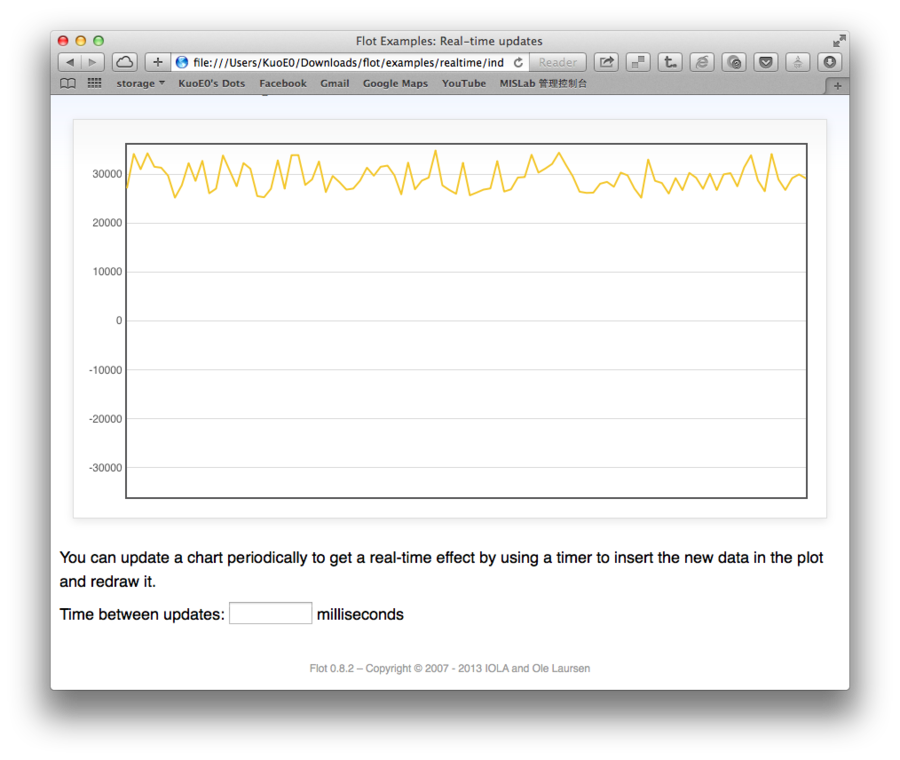 Flot Examples: Real-time updates
file:///Users/KuoE0/Downloads/flot/examples/realtime/ind
Reader
t.
storage KuoE0's Dots Facebook Gmail Google Maps YouTube MISLab 管理控制台
30000
20000
10000
0
-10000
-20000
-30000
You can update a chart periodically to get a real-time effect by using a timer to insert the new data in the plot
and redraw it.
Time between updates: milliseconds
Flot 0.8.2 – Copyright © 2007 - 2013 IOLA and Ole Laursen